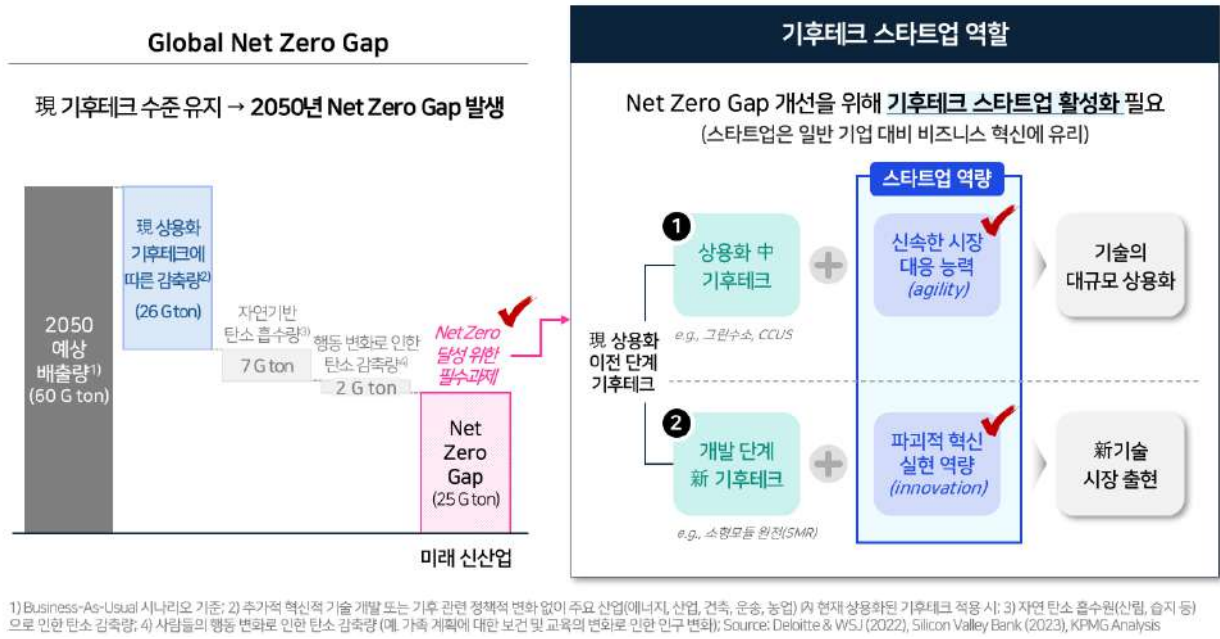 Global Net Zero Gap
現 기후테크 수준 유지 → 2050년 Net Zero Gap 발생
2050
예상
배출량1)
(60 G ton)
現 상용화
기후테크에
따른 감축량2)
(26 G ton)
자연기반
탄소 흡수량3)
7 G ton
행동 변화로 인한
탄소 감축량4)
2 G ton
Net Zero
달성 위한
필수과제
Net
Zero
Gap
(25 G ton)
미래 신산업
기후테크 스타트업 역할
Net Zero Gap 개선을 위해 기후테크 스타트업 활성화 필요
(스타트업은 일반 기업 대비 비즈니스 혁신에 유리)
스타트업 역량
現 상용화
이전 단계
기후테크
1
상용화 中
기후테크
e.g., 그린수소, CCUS
신속한 시장
대응 능력
(agility)
기술의
대규모 상용화
2
개발 단계
新 기후테크
e.g., 소형모듈 원전(SMR)
파괴적 혁신
실현 역량
(innovation)
新기술
시장 출현
1) Business-As-Usual 시나리오 기준; 2) 추가적 혁신적 기술 개발 또는 기후 관련 정책적 변화 없이 주요 산업(에너지, 산업, 건축, 운송, 농업) 內 현재 상용화된 기후테크 적용 시; 3) 자연 탄소 흡수원(산림, 습지 등)
으로 인한 탄소 감축량; 4) 사람들의 행동 변화로 인한 탄소 감축량 (예. 가족 계획에 대한 보건 및 교육의 변화로 인한 인구 변화); Source: Deloitte & WSJ (2022), Silicon Valley Bank (2023), KPMG Analysis